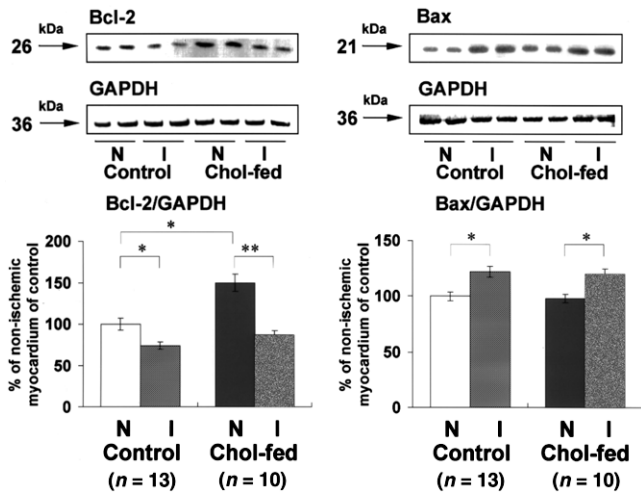 Bcl-2
kDa
26
GAPDH
kDa
36
N I N I
Control Chol-fed
Bcl-2/GAPDH
% of non-ischemic
myocardium of control
200
150
100
50
0
*
*
**
N I N I
Control Chol-fed
(n = 13) (n = 10)
Bax
kDa
21
GAPDH
kDa
36
N I N I
Control Chol-fed
Bax/GAPDH
% of non-ischemic
myocardium of control
150
100
50
0
*
*
N I N I
Control Chol-fed
(n = 13) (n = 10)